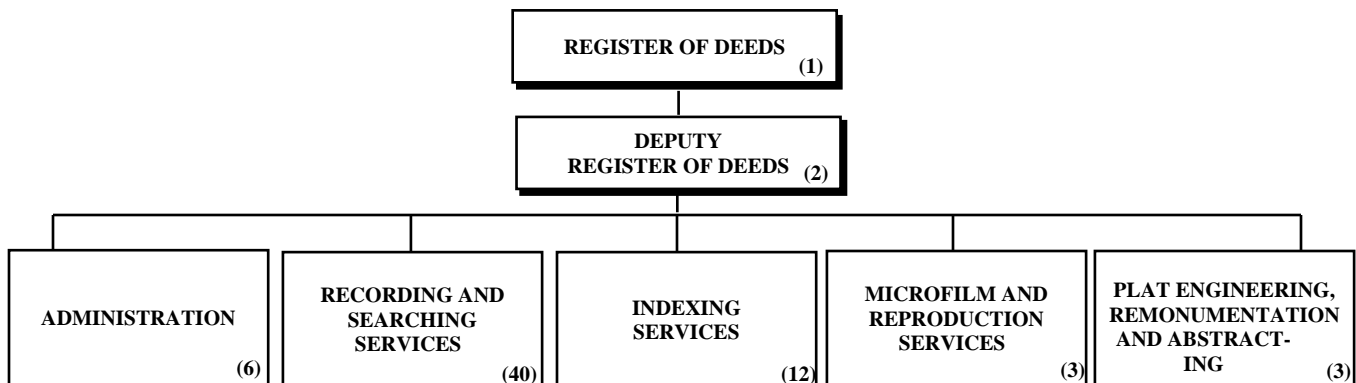 REGISTER OF DEEDS
(1)
DEPUTY
REGISTER OF DEEDS (2)
ADMINISTRATION
(6)
RECORDING AND
SEARCHING
SERVICES
(40)
INDEXING
SERVICES
(12)
MICROFILM AND
REPRODUCTION
SERVICES
(3)
PLAT ENGINEERING,
REMONUMENTATION
AND ABSTRACT-
ING
(3)